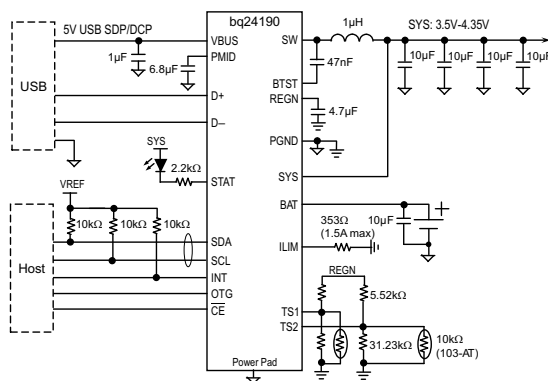 5V USB SDP/DCP
bq24190
1µH
SYS: 3.5V-4.35V
USB
1µF
6.8µF
VBUS
PMID
D+
D–
SW
47nF
BTST
REGN
4.7µF
10µF
10µF
10µF
10µF
PGND
SYS
SYS
2.2kΩ
STAT
VREF
10kΩ
10kΩ
10kΩ
BAT
10µF
+
353Ω
(1.5A max)
ILIM
Host
SDA
SCL
INT
OTG
CE
REGN
5.52kΩ
TS1
TS2
31.23kΩ
10kΩ
(103-AT)
Power Pad